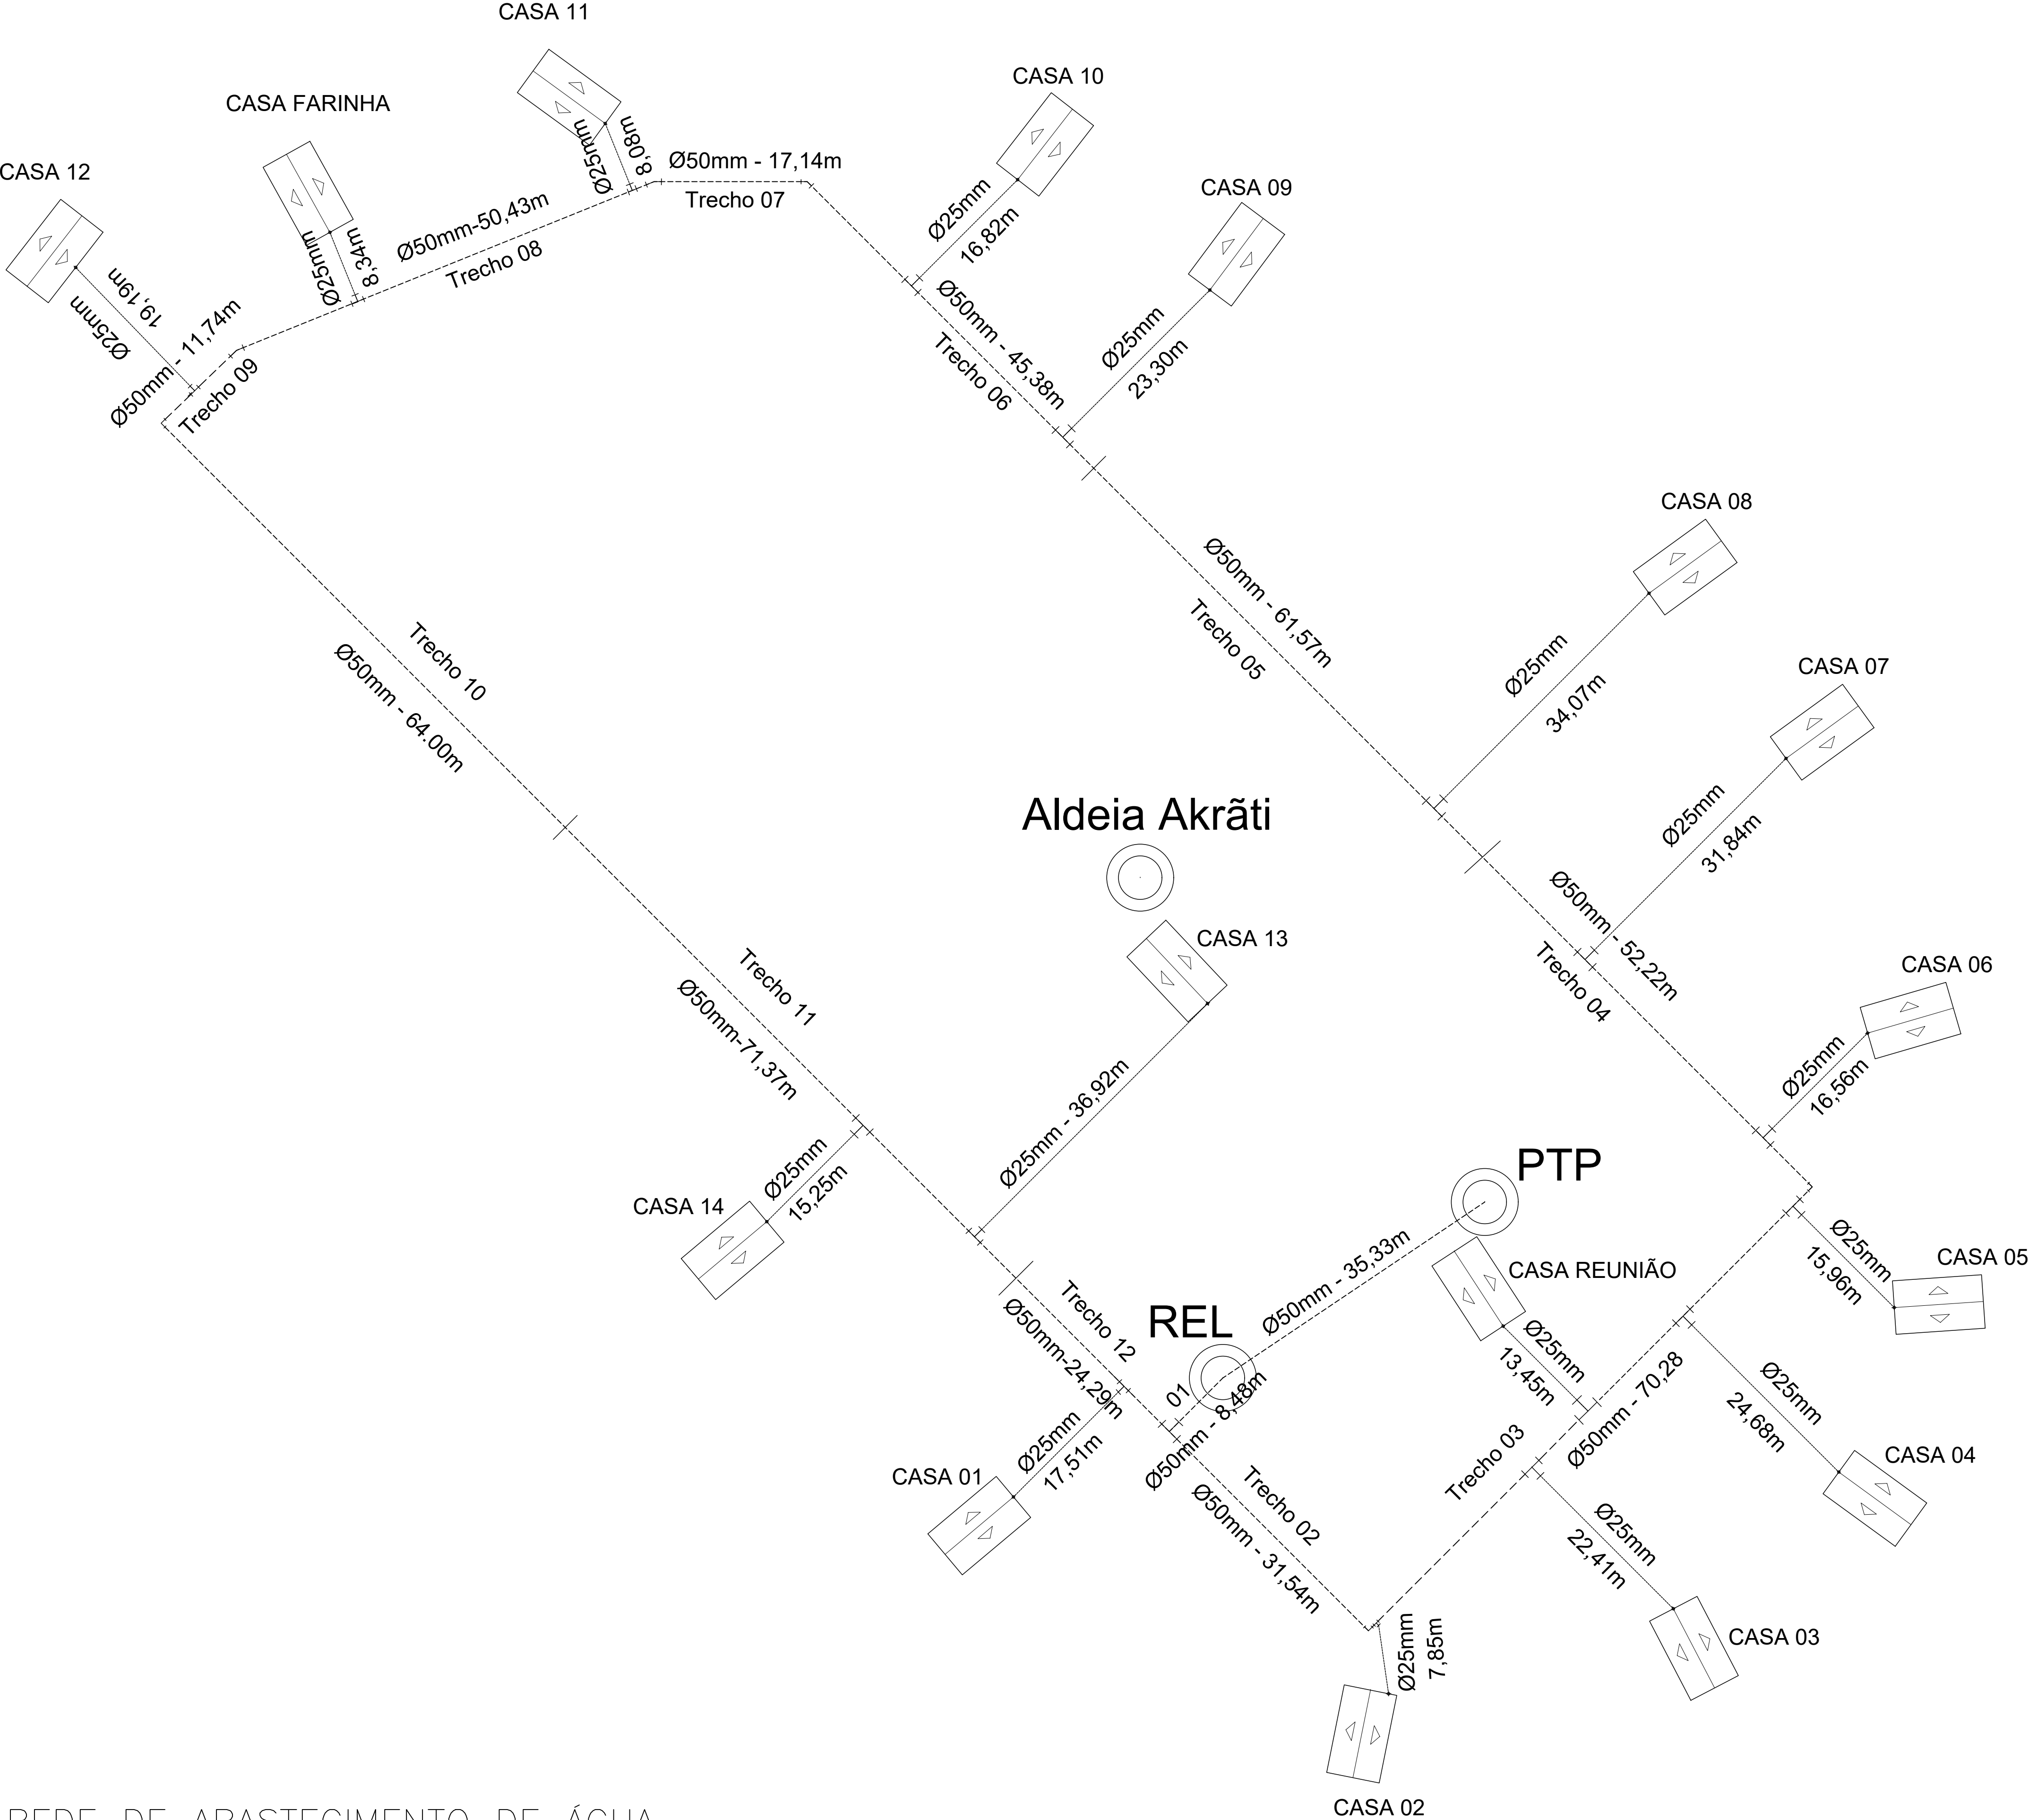 CASA 11
CASA 10
CASA FARINHA
Ø25mm
8,08m
Ø50mm - 17,14m
Trecho 07
CASA 12
Ø25mm
16,82m
CASA 09
Ø50mm-50,43m
Trecho 08
Ø25mm
8,34m
19,19m
Ø25mm
Ø50mm - 11,74m
Trecho 09
Ø50mm - 45,38m
Trecho 06
Ø25mm
23,30m
CASA 08
Ø50mm - 61,57m
Trecho 05
Ø25mm
34,07m
CASA 07
Trecho 10
Ø50mm - 64.00m
Aldeia Akrãti
Ø25mm
31,84m
Ø50mm - 52,22m
Trecho 04
CASA 13
CASA 06
Trecho 11
Ø50mm-71,37m
Ø25mm - 36,92m
Ø25mm
16,56m
CASA 14
Ø25mm
15,25m
PTP
Ø50mm - 35,33m
CASA REUNIÃO
Ø25mm
15,96m
CASA 05
Trecho 12
Ø50mm-24,29m
REL
01
Ø50mm - 8,48m
Ø25mm
13,45m
Ø50mm - 70,28
Trecho 03
Ø25mm
24,68m
CASA 04
CASA 01
Ø25mm
17,51m
Trecho 02
Ø50mm - 31,54m
Ø25mm
22,41m
CASA 03
Ø25mm
7,85m
CASA 02
REDE DE ABASTECIMENTO DE ÁGUA